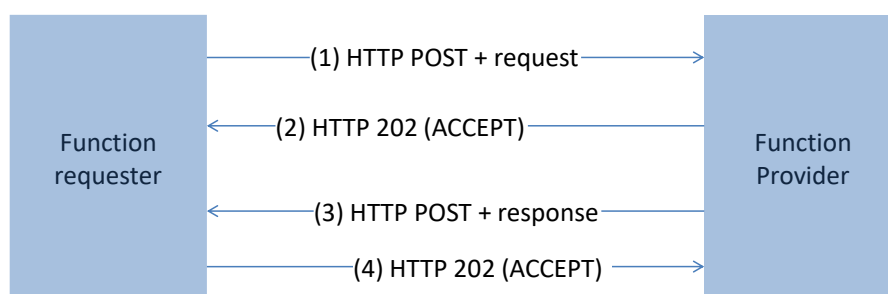 (1) HTTP POST + request
(2) HTTP 202 (ACCEPT)
Function
requester
Function
Provider
(3) HTTP POST + response
(4) HTTP 202 (ACCEPT)